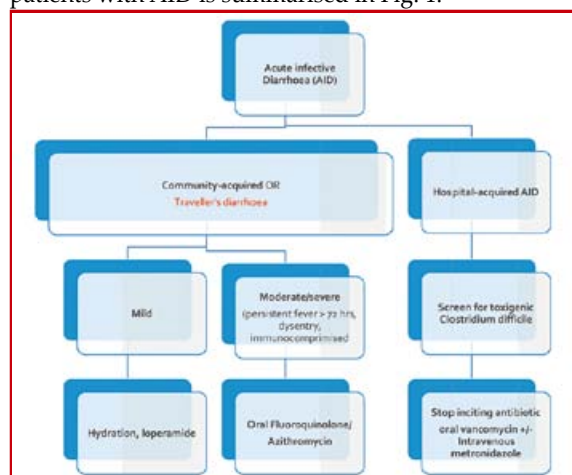 patients with AID is summarised in Fig. 1.
Acute infective
Diarrhoea (AID)
Community-acquired OR
Traveller's diarrhoea
Hospital-acquired AID
Mild
Moderate/severe
(persistent fever > 72 hrs,
dysentry,
immunocomprimised
Screen for toxigenic
Clostridium difficile
Hydration, loperamide
Oral Fluoroquinolone/
Azithromycin
Stop inciting antibiotic
oral vancomycin +/-
Intravenous
metronidazole